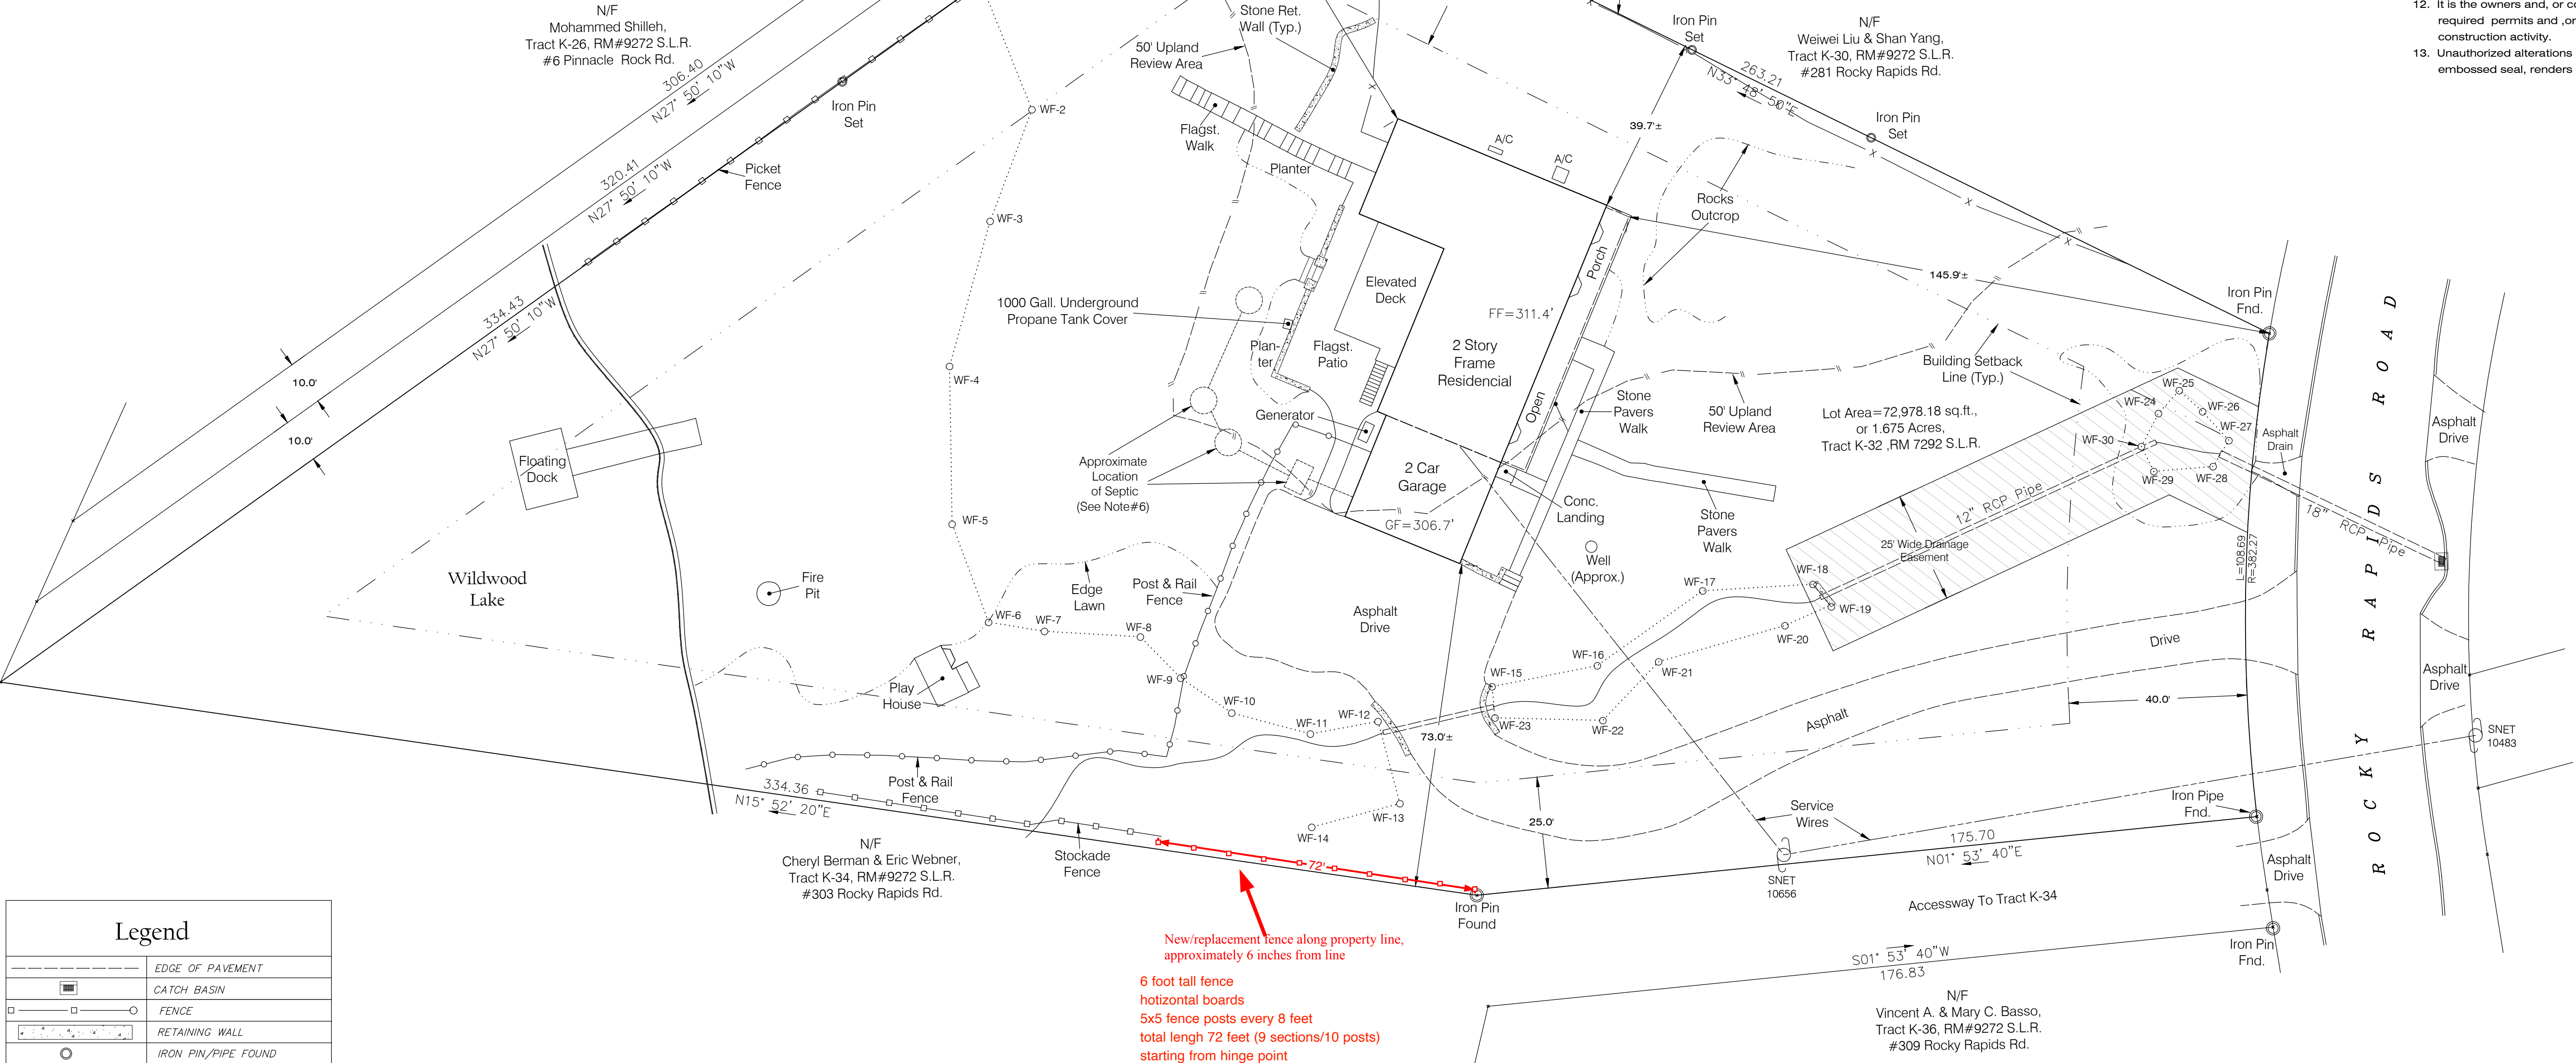 N/F
Mohammed Shilleh,
Tract K-26, RM#9272 S.L.R.
#6 Pinnacle Rock Rd.
306.40
N27° 50' 10"W
320.41
N27° 50' 10"W
334.43
N27° 50' 10"W
10.0'
10.0'
Iron Pin
Set
Picket
Fence
WF-2
WF-3
WF-4
WF-5
WF-6
WF-7
WF-8
WF-9
WF-10
WF-11
WF-12
WF-13
WF-14
50' Upland
Review Area
Stone Ret.
Wall (Typ.)
Flagst.
Walk
Planter
A/C
A/C
39.7'±
Iron Pin
Set
263.21
N33° 48' 50"E
N/F
Weiwei Liu & Shan Yang,
Tract K-30, RM#9272 S.L.R.
#281 Rocky Rapids Rd.
Iron Pin
Set
12. It is the owners and, or co
required permits and ,or
construction activity.
13. Unauthorized alterations
embossed seal, renders
Rocks
Outcrop
145.9'±
Iron Pin
Fnd.
Porch
Open
Elevated
Deck
FF=311.4'
2 Story
Frame
Residencial
1000 Gall. Underground
Propane Tank Cover
Plan-
ter
Flagst.
Patio
Generator
2 Car
Garage
GF=306.7'
Approximate
Location
of Septic
(See Note#6)
Stone
Pavers
Walk
50' Upland
Review Area
Building Setback
Line (Typ.)
Lot Area=72,978.18 sq.ft.,
or 1.675 Acres,
Tract K-32 ,RM 7292 S.L.R.
WF-24
WF-25
WF-26
WF-27
WF-28
WF-29
WF-30
Asphalt
Drain
Asphalt
Drive
Conc.
Landing
Stone
Pavers
Walk
Well
(Approx.)
12" RCP Pipe
25' Wide Drainage
Easement
18" RCP Pipe
L=108.69
R=382.27
ROCKY RAPIDS ROAD
Floating
Dock
Wildwood
Lake
Fire
Pit
Edge
Lawn
Post & Rail
Fence
Play
House
Asphalt
Drive
WF-15
WF-16
WF-17
WF-18
WF-19
WF-20
WF-21
WF-22
WF-23
Drive
Asphalt
40.0'
Asphalt
Drive
SNET
10483
73.0'±
25.0'
Post & Rail
Fence
334.36
N15° 52' 20"E
Stockade
Fence
72'
Service
Wires
Iron Pipe
Fnd.
175.70
N01° 53' 40"E
SNET
10656
Asphalt
Drive
N/F
Cheryl Berman & Eric Webner,
Tract K-34, RM#9272 S.L.R.
#303 Rocky Rapids Rd.
Iron Pin
Found
Accessway To Tract K-34
S01° 53' 40"W
176.83
Iron Pin
Fnd.
N/F
Vincent A. & Mary C. Basso,
Tract K-36, RM#9272 S.L.R.
#309 Rocky Rapids Rd.
New/replacement fence along property line,
approximately 6 inches from line
6 foot tall fence
hotizontal boards
5x5 fence posts every 8 feet
total lengh 72 feet (9 sections/10 posts)
starting from hinge point
Legend
EDGE OF PAVEMENT
CATCH BASIN
FENCE
RETAINING WALL
IRON PIN/PIPE FOUND